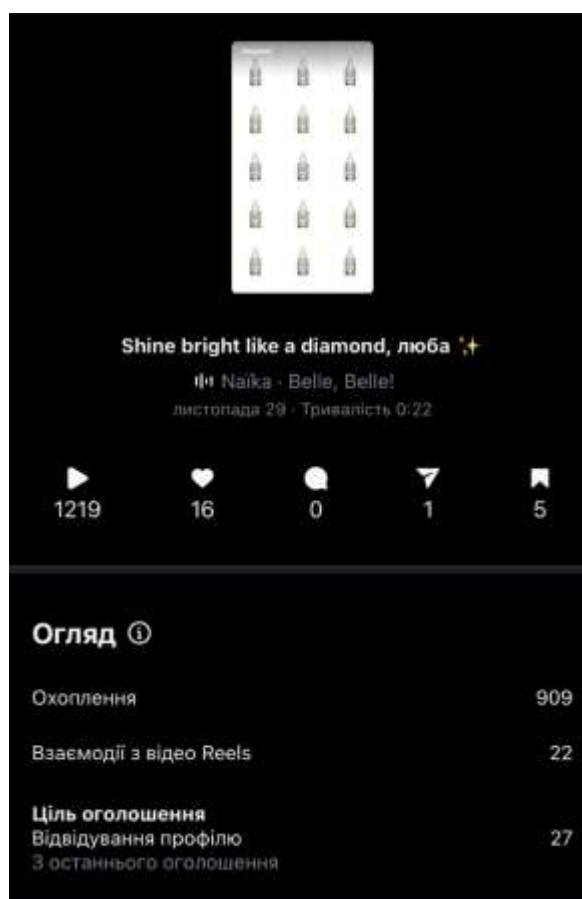 Shine bright like a diamond, люба ✨
Naïka · Belle, Belle!
листопада 29 · Тривалість 0:22
1219 16 0 1 5
Огляд
Охоплення 909
Взаємодії з відео Reels 22
Ціль оголошення
Відвідування профілю 27
З останнього оголошення